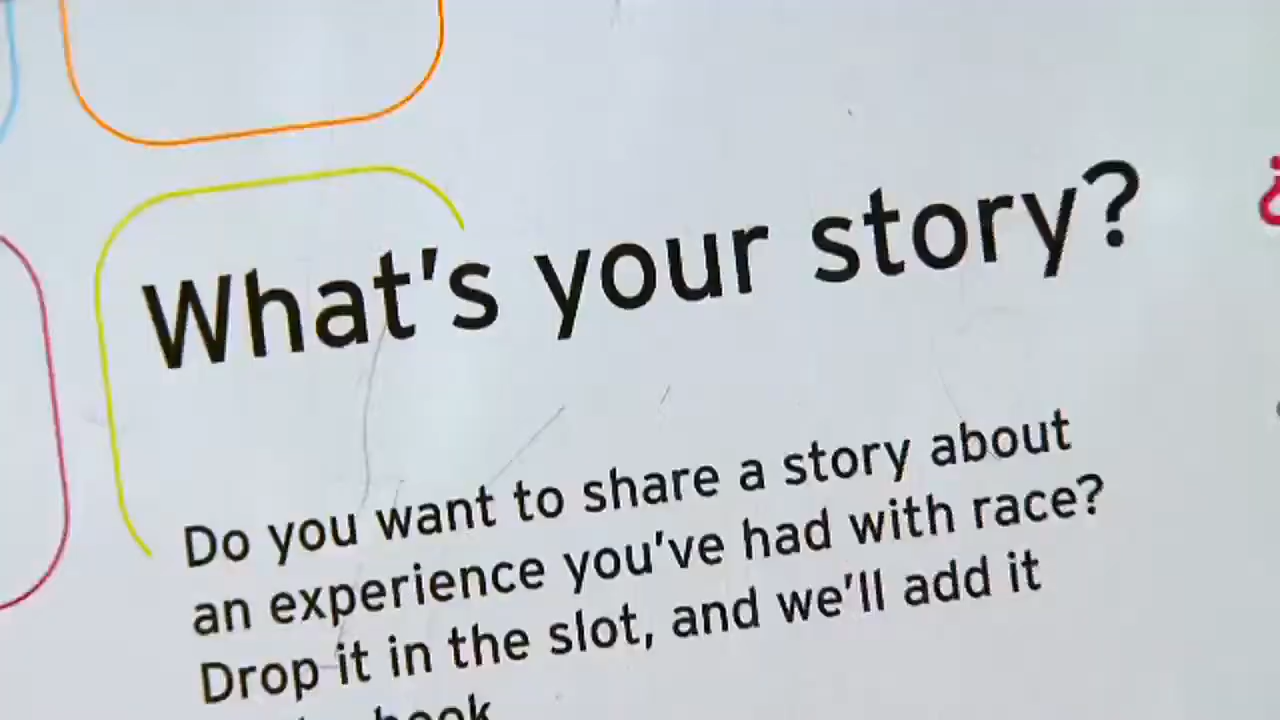 What's your story?
¿
Do you want to share a story about
an experience you've had with race?
Drop it in the slot, and we'll add it
book